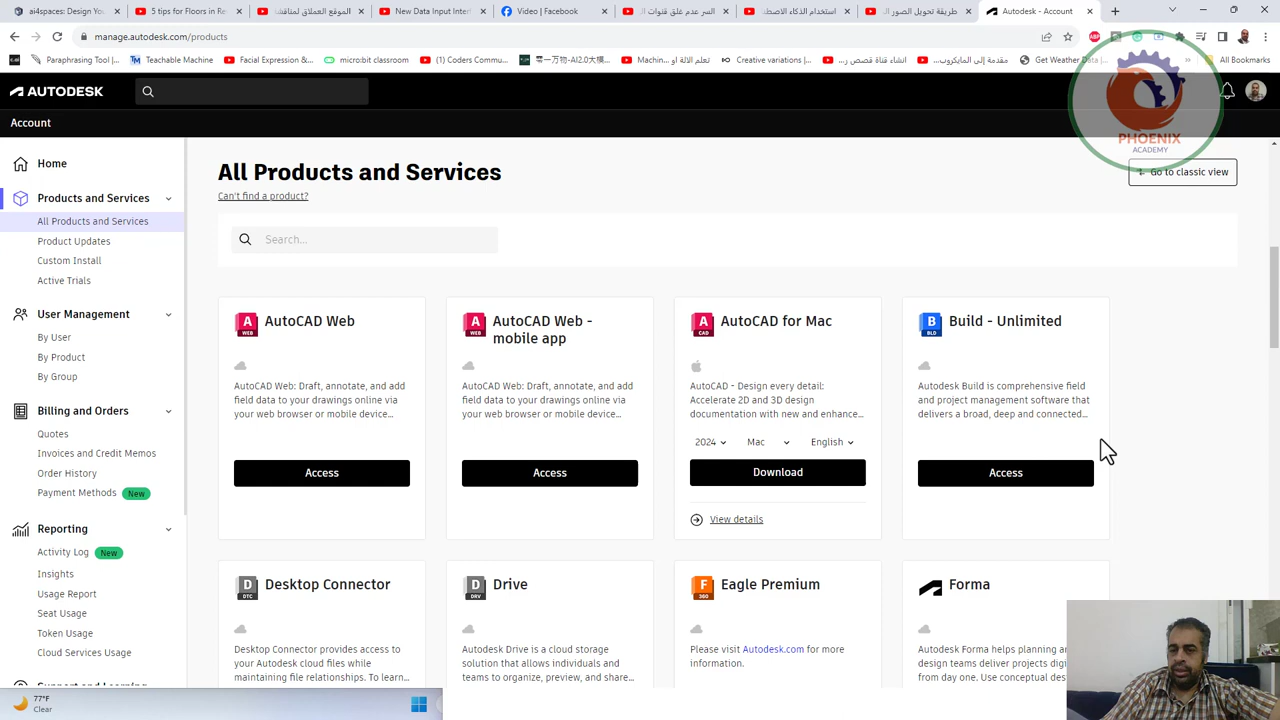 ai4spaces: Design Yo
5 tips for Floors in Re
New Data Input Interf
Video | Facebook
الموقع العملاق لمناقشا
السر عدم غلق قنوات ال
استخدام الذكاء الاصط
طريقة تحويل الصور ال
Autodesk - Account
manage.autodesk.com/products
Paraphrasing Tool |...
Teachable Machine
Facial Expression &...
micro:bit classroom
(1) Coders Commu...
零一万物-AI2.0大模...
Machin... تعلم الالة او
Creative variations |...
انشاء قناة قصص ر...
مقدمة إلى المايكروب...
Get Weather Data |...
»
All Bookmarks
AUTODESK
Account
PHOENIX
ACADEMY
Home
Products and Services
All Products and Services
Product Updates
Custom Install
Active Trials
User Management
By User
By Product
By Group
Billing and Orders
Quotes
Invoices and Credit Memos
Order History
Payment Methods New
Reporting
Activity Log New
Insights
Usage Report
Seat Usage
Token Usage
Cloud Services Usage
All Products and Services
Can't find a product?
Go to classic view
Search...
AutoCAD Web
AutoCAD Web: Draft, annotate, and add
field data to your drawings online via
your web browser or mobile device...
Access
AutoCAD Web -
mobile app
AutoCAD Web: Draft, annotate, and add
field data to your drawings online via
your web browser or mobile device...
Access
AutoCAD for Mac
AutoCAD - Design every detail:
Accelerate 2D and 3D design
documentation with new and enhance...
2024 Mac English
Download
View details
Build - Unlimited
Autodesk Build is comprehensive field
and project management software that
delivers a broad, deep and connected...
Access
Desktop Connector
Desktop Connector provides access to
your Autodesk cloud files while
maintaining file relationships. To learn...
Drive
Autodesk Drive is a cloud storage
solution that allows individuals and
teams to organize, preview, and share...
Eagle Premium
Please visit Autodesk.com for more
information.
Forma
Autodesk Forma helps planning a
design teams deliver projects digi
from day one. Use conceptual des
77°F
Clear